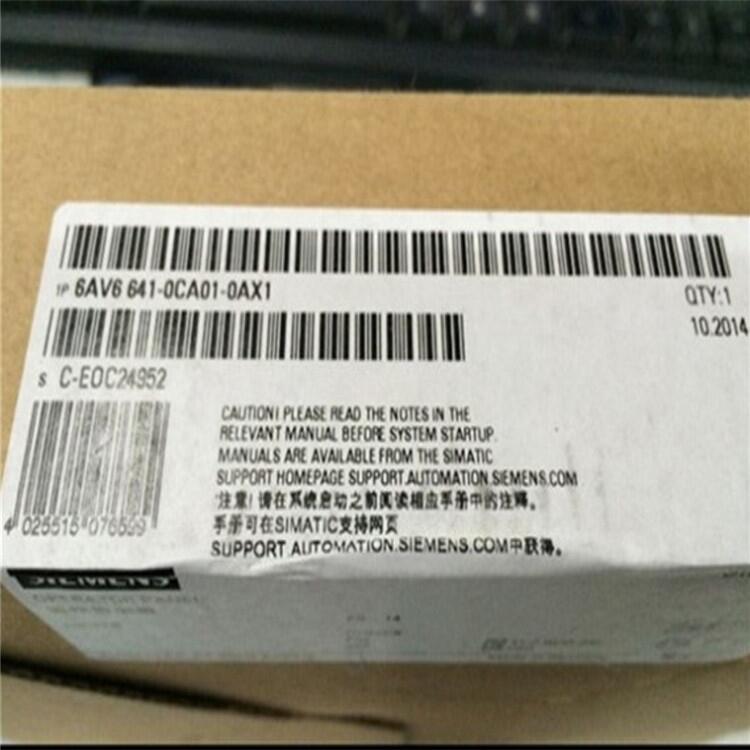 1P 6AV6 641-0CA01-0AX1
QTY:1
10.2014
S C-EOC24952
CAUTION! PLEASE READ THE NOTES IN THE
RELEVANT MANUAL BEFORE SYSTEM STARTUP.
MANUALS ARE AVAILABLE FROM THE SIMATIC
SUPPORT HOMEPAGE SUPPORT.AUTOMATION.SIEMENS.COM
注意! 请在系统启动之前阅读相应手册中的注释。
手册可在SIMATIC支持网页
SUPPORT.AUTOMATION.SIEMENS.COM中获得。
4 025515 076599
SIEMENS
OPERATOR PANEL